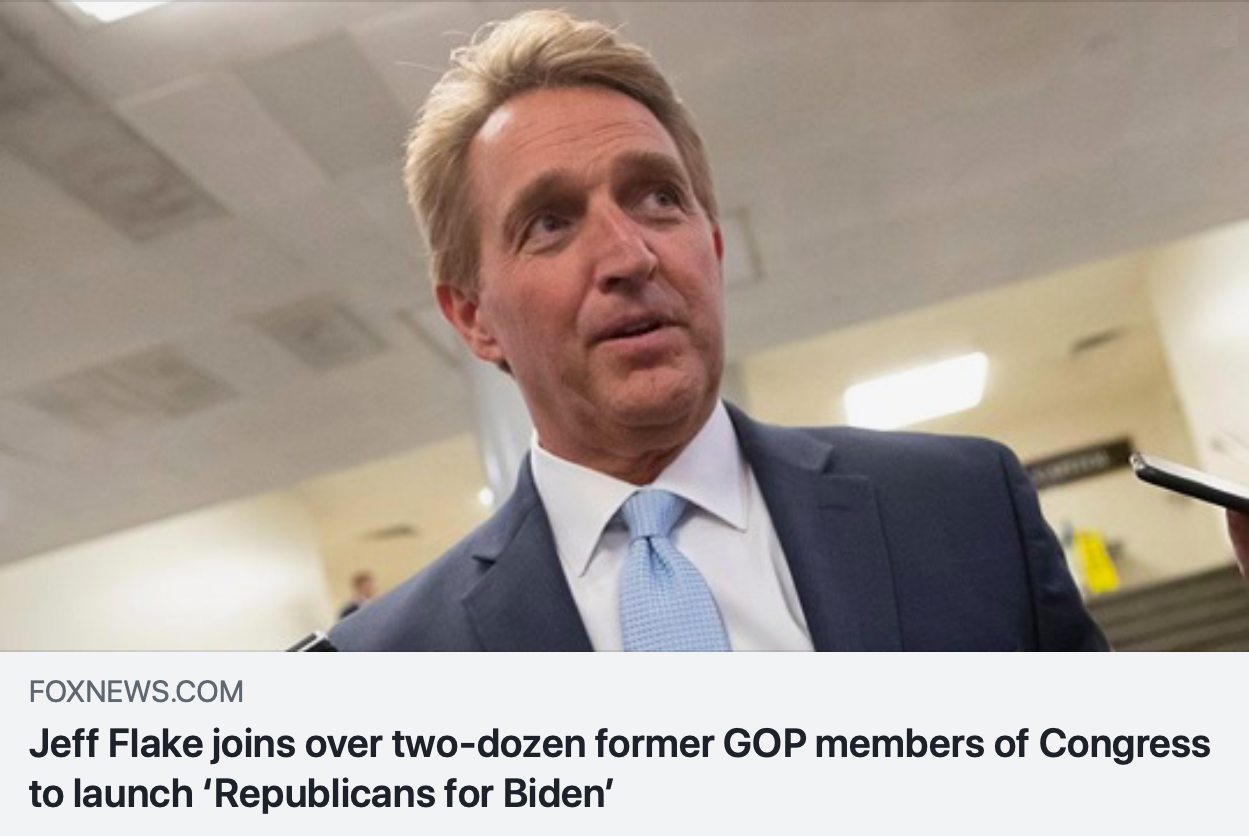 FOXNEWS.COM
Jeff Flake joins over two-dozen former GOP members of Congress
to launch ‘Republicans for Biden’